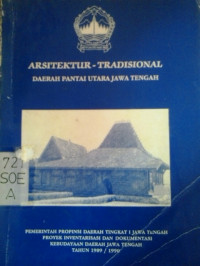 ARSITEKTUR - TRADISIONAL
DAERAH PANTAI UTARA JAWA TENGAH
72
SOE
A
PEMERINTAH PROPINSI DAERAH TINGKAT I JAWA TENGAH
PROYEK INVENTARISASI DAN DOKUMENTASI
KEBUDAYAAN DAERAH JAWA TENGAH
TAHUN 1989 / 1990